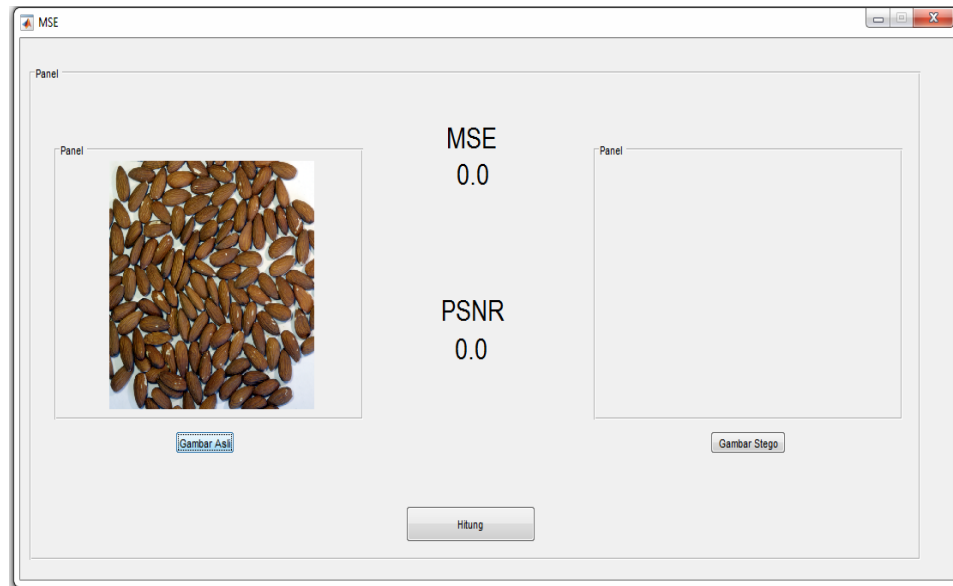 MSE
Panel
Panel
MSE
0.0
PSNR
0.0
Panel
Gambar Asli
Gambar Stego
Hitung